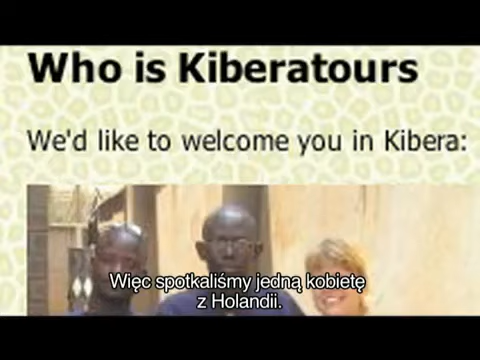 Who is Kiberatours
We'd like to welcome you in Kibera:
Więc spotkaliśmy jedną kobietę
z Holandii.